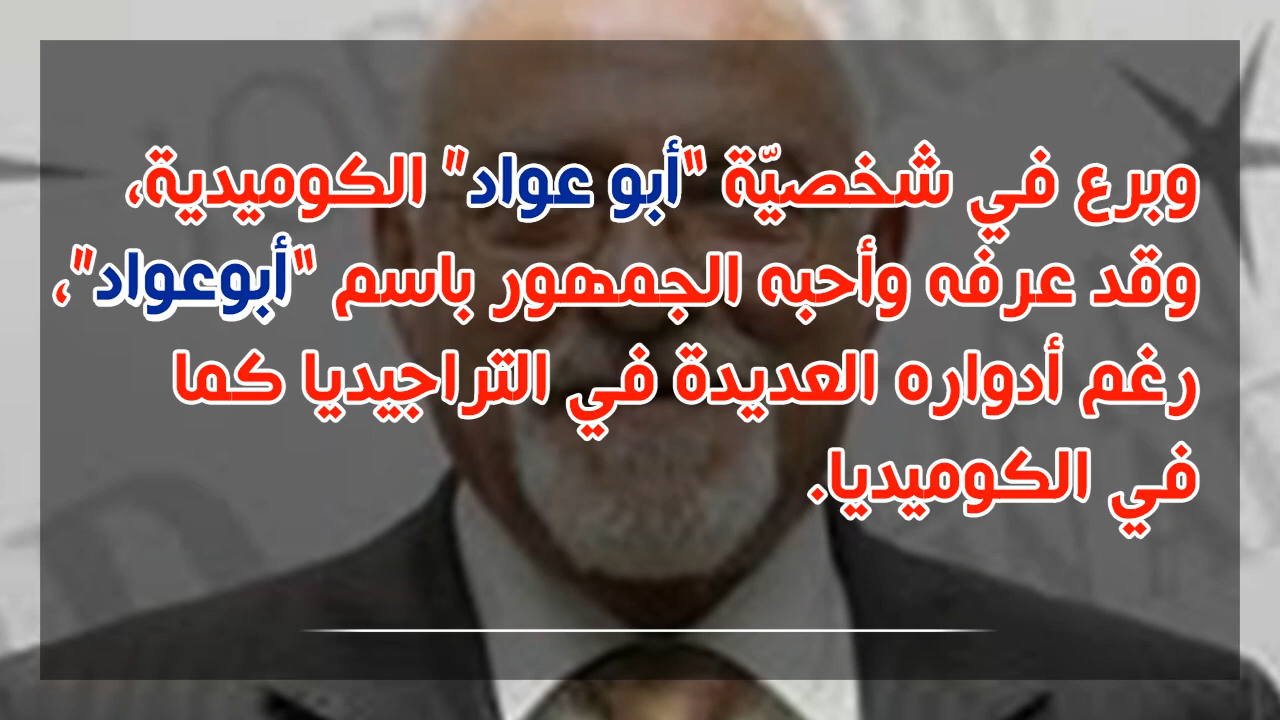 وبرع في شخصيّة "أبو عواد" الكوميدية،
وقد عرفه وأحبه الجمهور باسم "أبوعواد"،
رغم أدواره العديدة في التراجيديا كما
في الكوميديا.